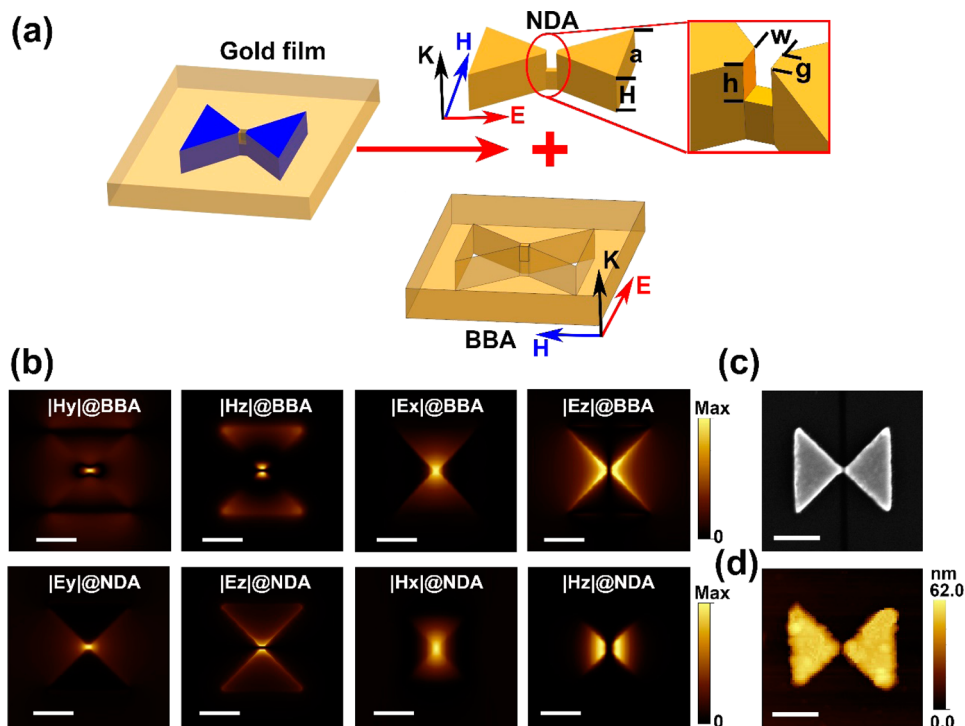 (a)
Gold film
NDA
K
H
E
a
H
w
h
g
K
E
H
BBA
(b)
|Hy|@BBA
|Hz|@BBA
|Ex|@BBA
|Ez|@BBA
Max
0
(c)
|Ey|@NDA
|Ez|@NDA
|Hx|@NDA
|Hz|@NDA
Max
0
(d)
nm
62.0
0.0